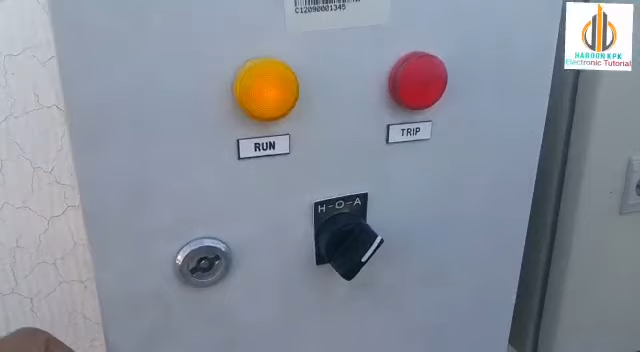 C12090001345
HAROON KPK
Electronic Tutorial
RUN
TRIP
H-O-A